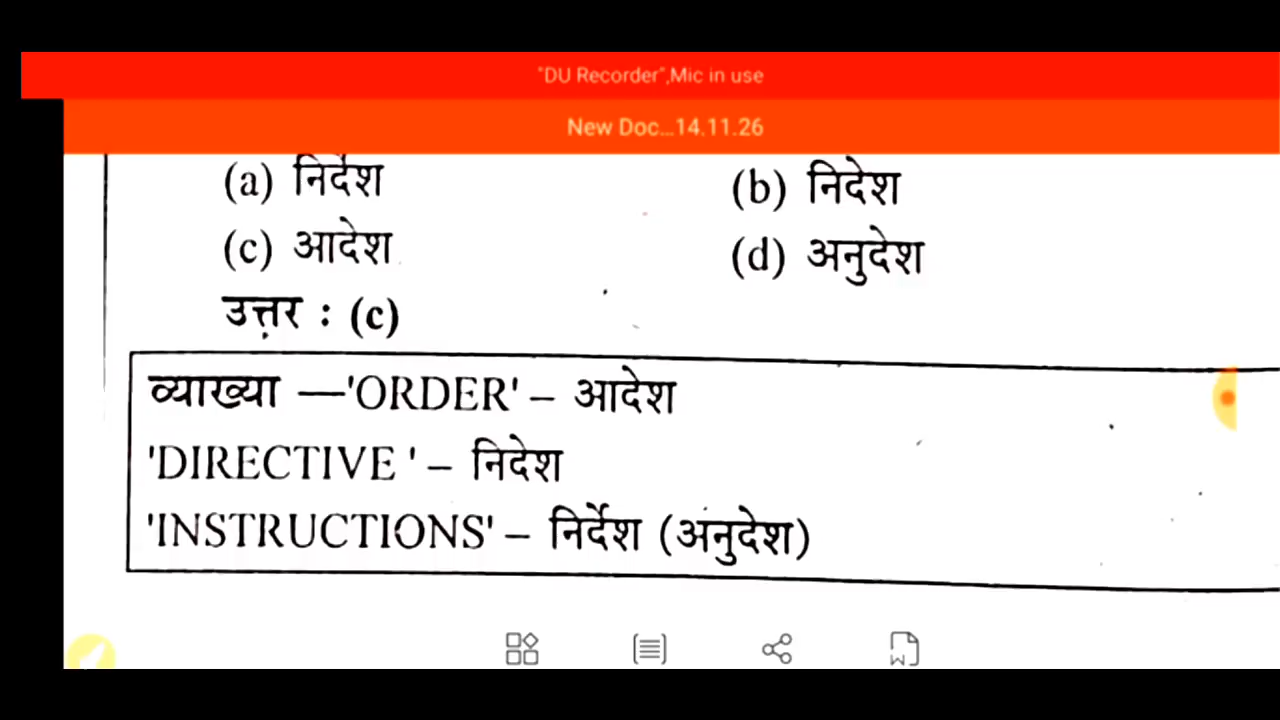 "DU Recorder",Mic in use
New Doc...14.11.26
(a) निर्देश (b) निदेश
(c) आदेश (d) अनुदेश
उत्तर : (c)
व्याख्या —'ORDER' – आदेश
'DIRECTIVE ' – निदेश
'INSTRUCTIONS' – निर्देश (अनुदेश)